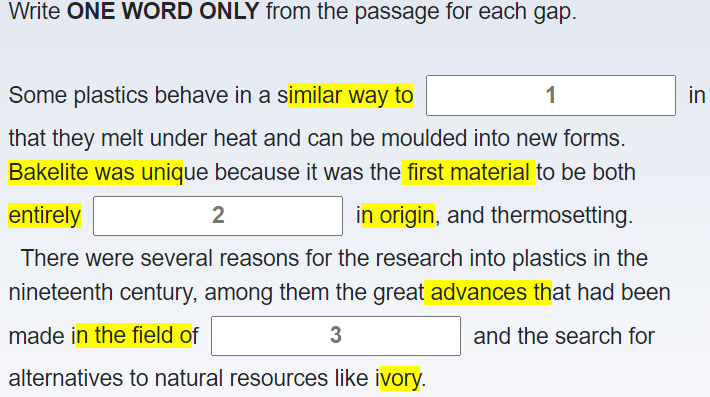 Write ONE WORD ONLY from the passage for each gap.
Some plastics behave in a similar way to 1 in
that they melt under heat and can be moulded into new forms.
Bakelite was unique because it was the first material to be both
entirely 2 in origin, and thermosetting.
There were several reasons for the research into plastics in the
nineteenth century, among them the great advances that had been
made in the field of 3 and the search for
alternatives to natural resources like ivory.